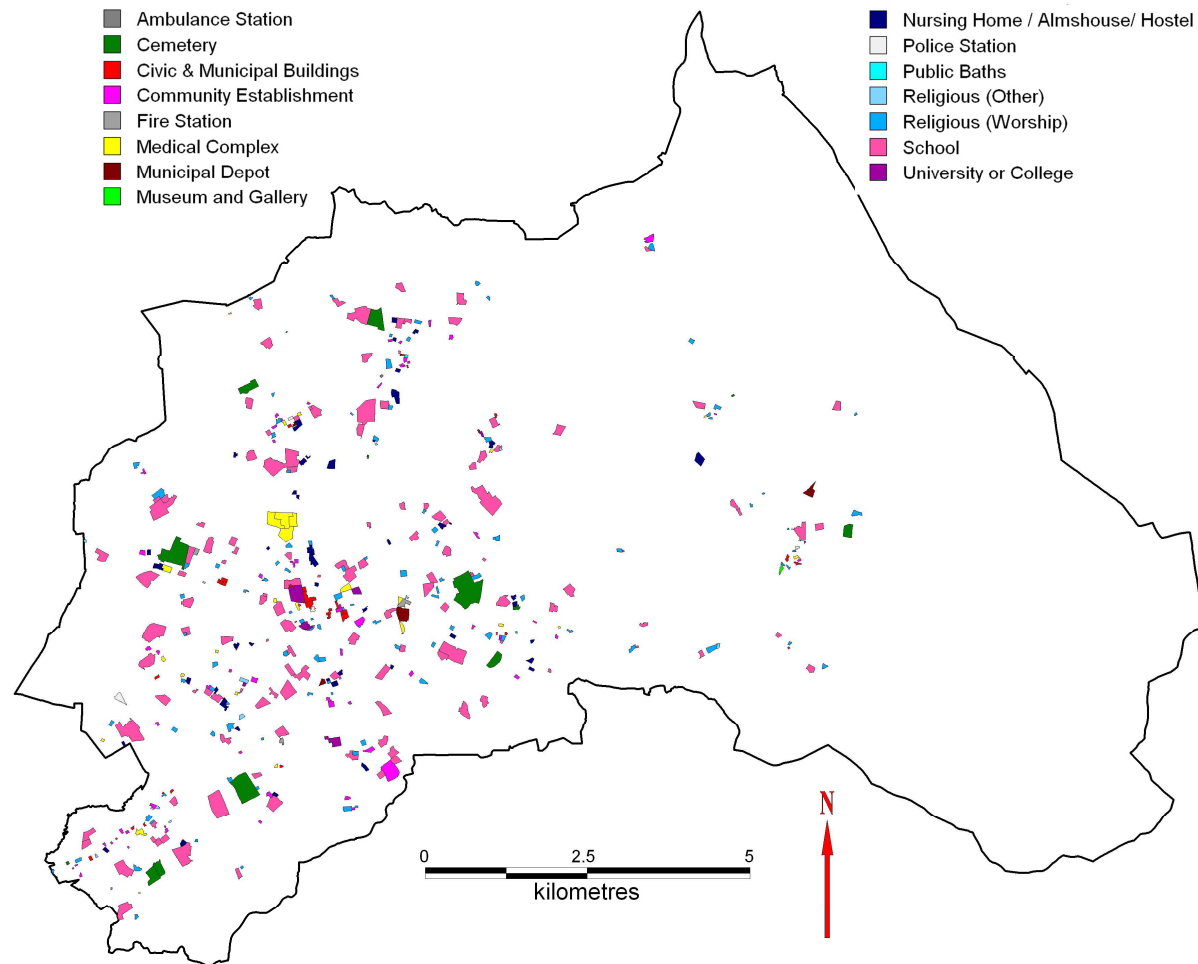 Ambulance Station
Cemetery
Civic & Municipal Buildings
Community Establishment
Fire Station
Medical Complex
Municipal Depot
Museum and Gallery
Nursing Home / Almshouse/ Hostel
Police Station
Public Baths
Religious (Other)
Religious (Worship)
School
University or College
N
0 2.5 5
kilometres